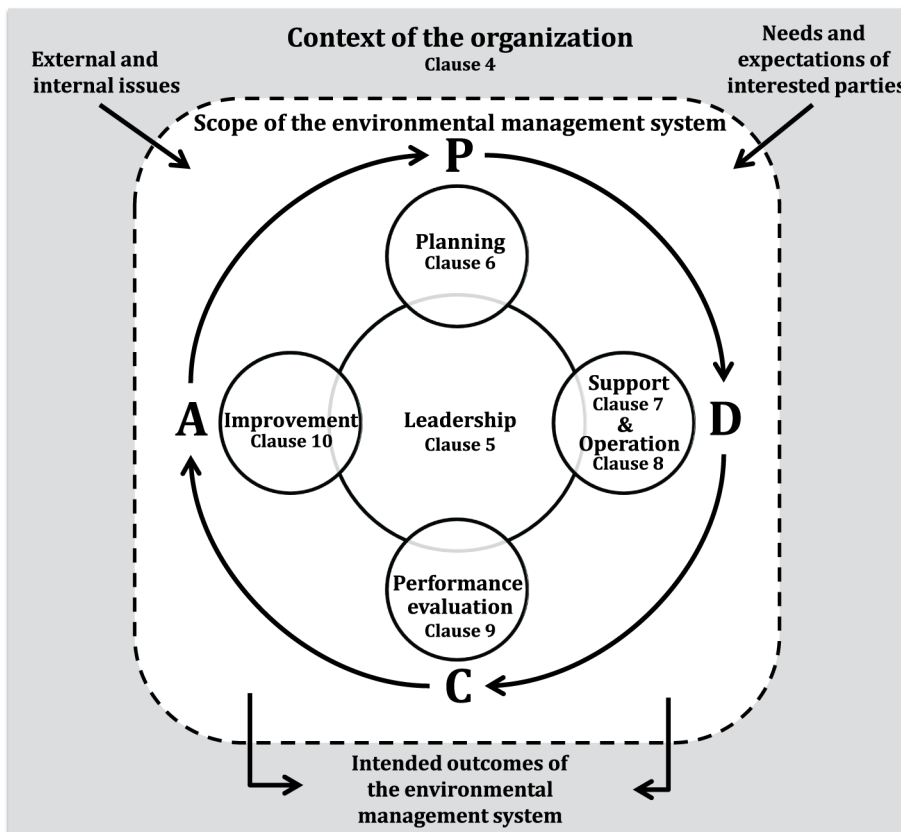 Context of the organization
Clause 4
External and
internal issues
Needs and
expectations of
interested parties
Scope of the environmental management system
P
Planning
Clause 6
A
Improvement
Clause 10
Leadership
Clause 5
Support
Clause 7
&
Operation
Clause 8
D
Performance
evaluation
Clause 9
C
Intended outcomes of
the environmental
management system